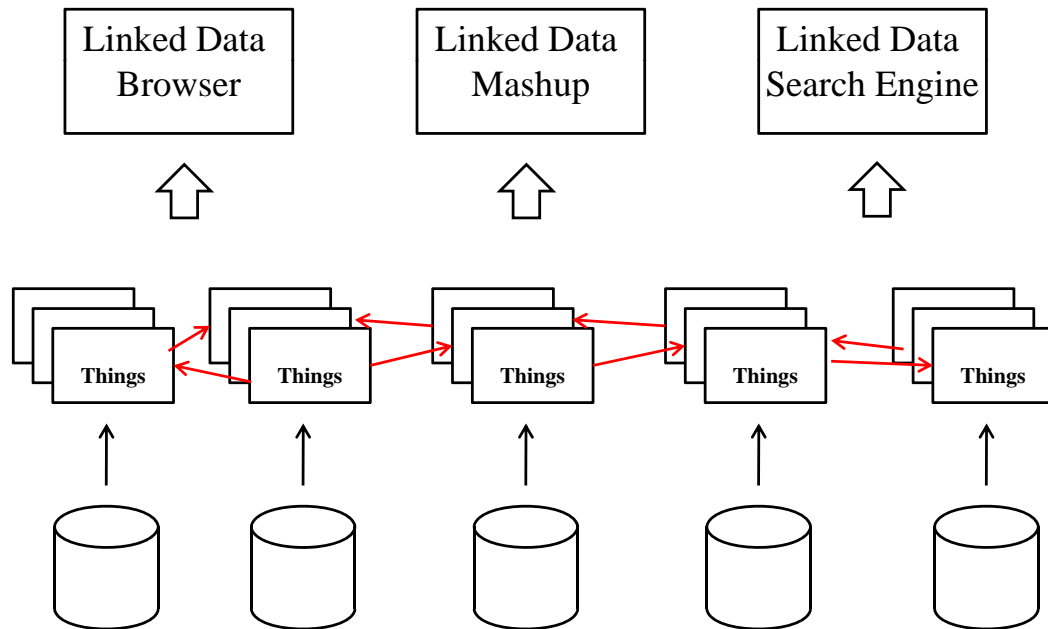 Linked Data
Browser
Linked Data
Mashup
Linked Data
Search Engine
Things
Things
Things
Things
Things